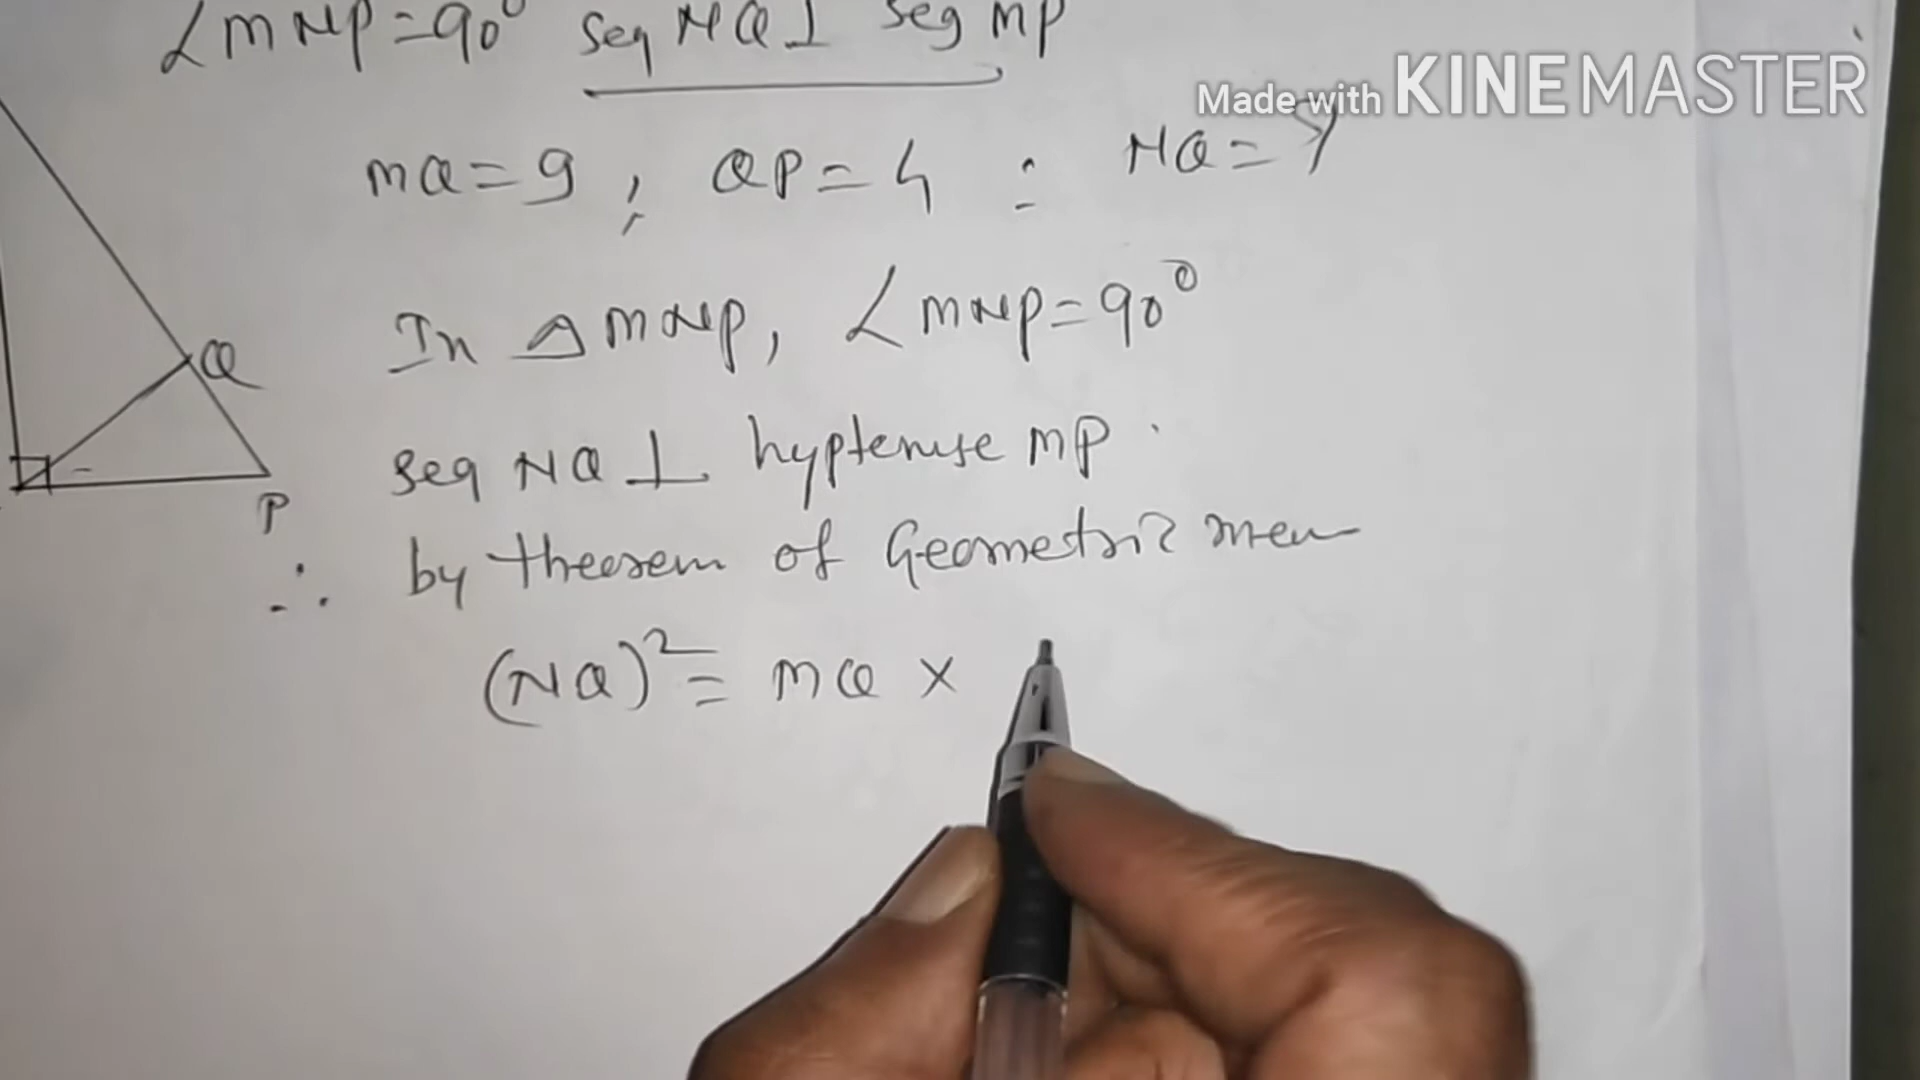 ∠MNP=90° seg NQ⊥ seg MP
Made with KINEMASTER
MQ=9 ; QP=4 : NQ=?
In △MNP, ∠MNP=90°
Q
seg NQ⊥ hyptenuse MP.
P
∴ by theorem of Geometric mean
(NQ)² = MQ ×